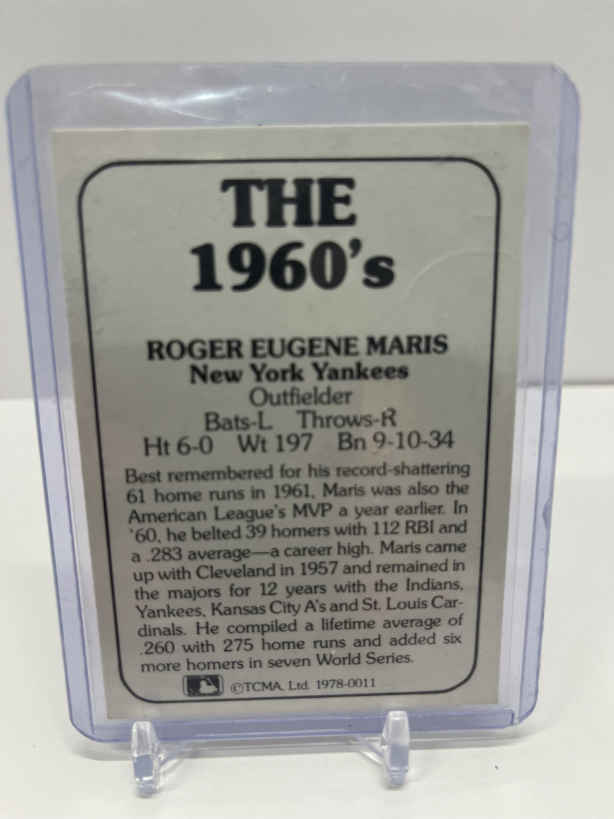 THE
1960's
ROGER EUGENE MARIS
New York Yankees
Outfielder
Bats-L Throws-R
Ht 6-0 Wt 197 Bn 9-10-34
Best remembered for his record-shattering
61 home runs in 1961, Maris was also the
American League's MVP a year earlier. In
'60, he belted 39 homers with 112 RBI and
a .283 average—a career high. Maris came
up with Cleveland in 1957 and remained in
the majors for 12 years with the Indians,
Yankees, Kansas City A's and St. Louis Car-
dinals. He compiled a lifetime average of
.260 with 275 home runs and added six
more homers in seven World Series.
©TCMA, Ltd. 1978-0011